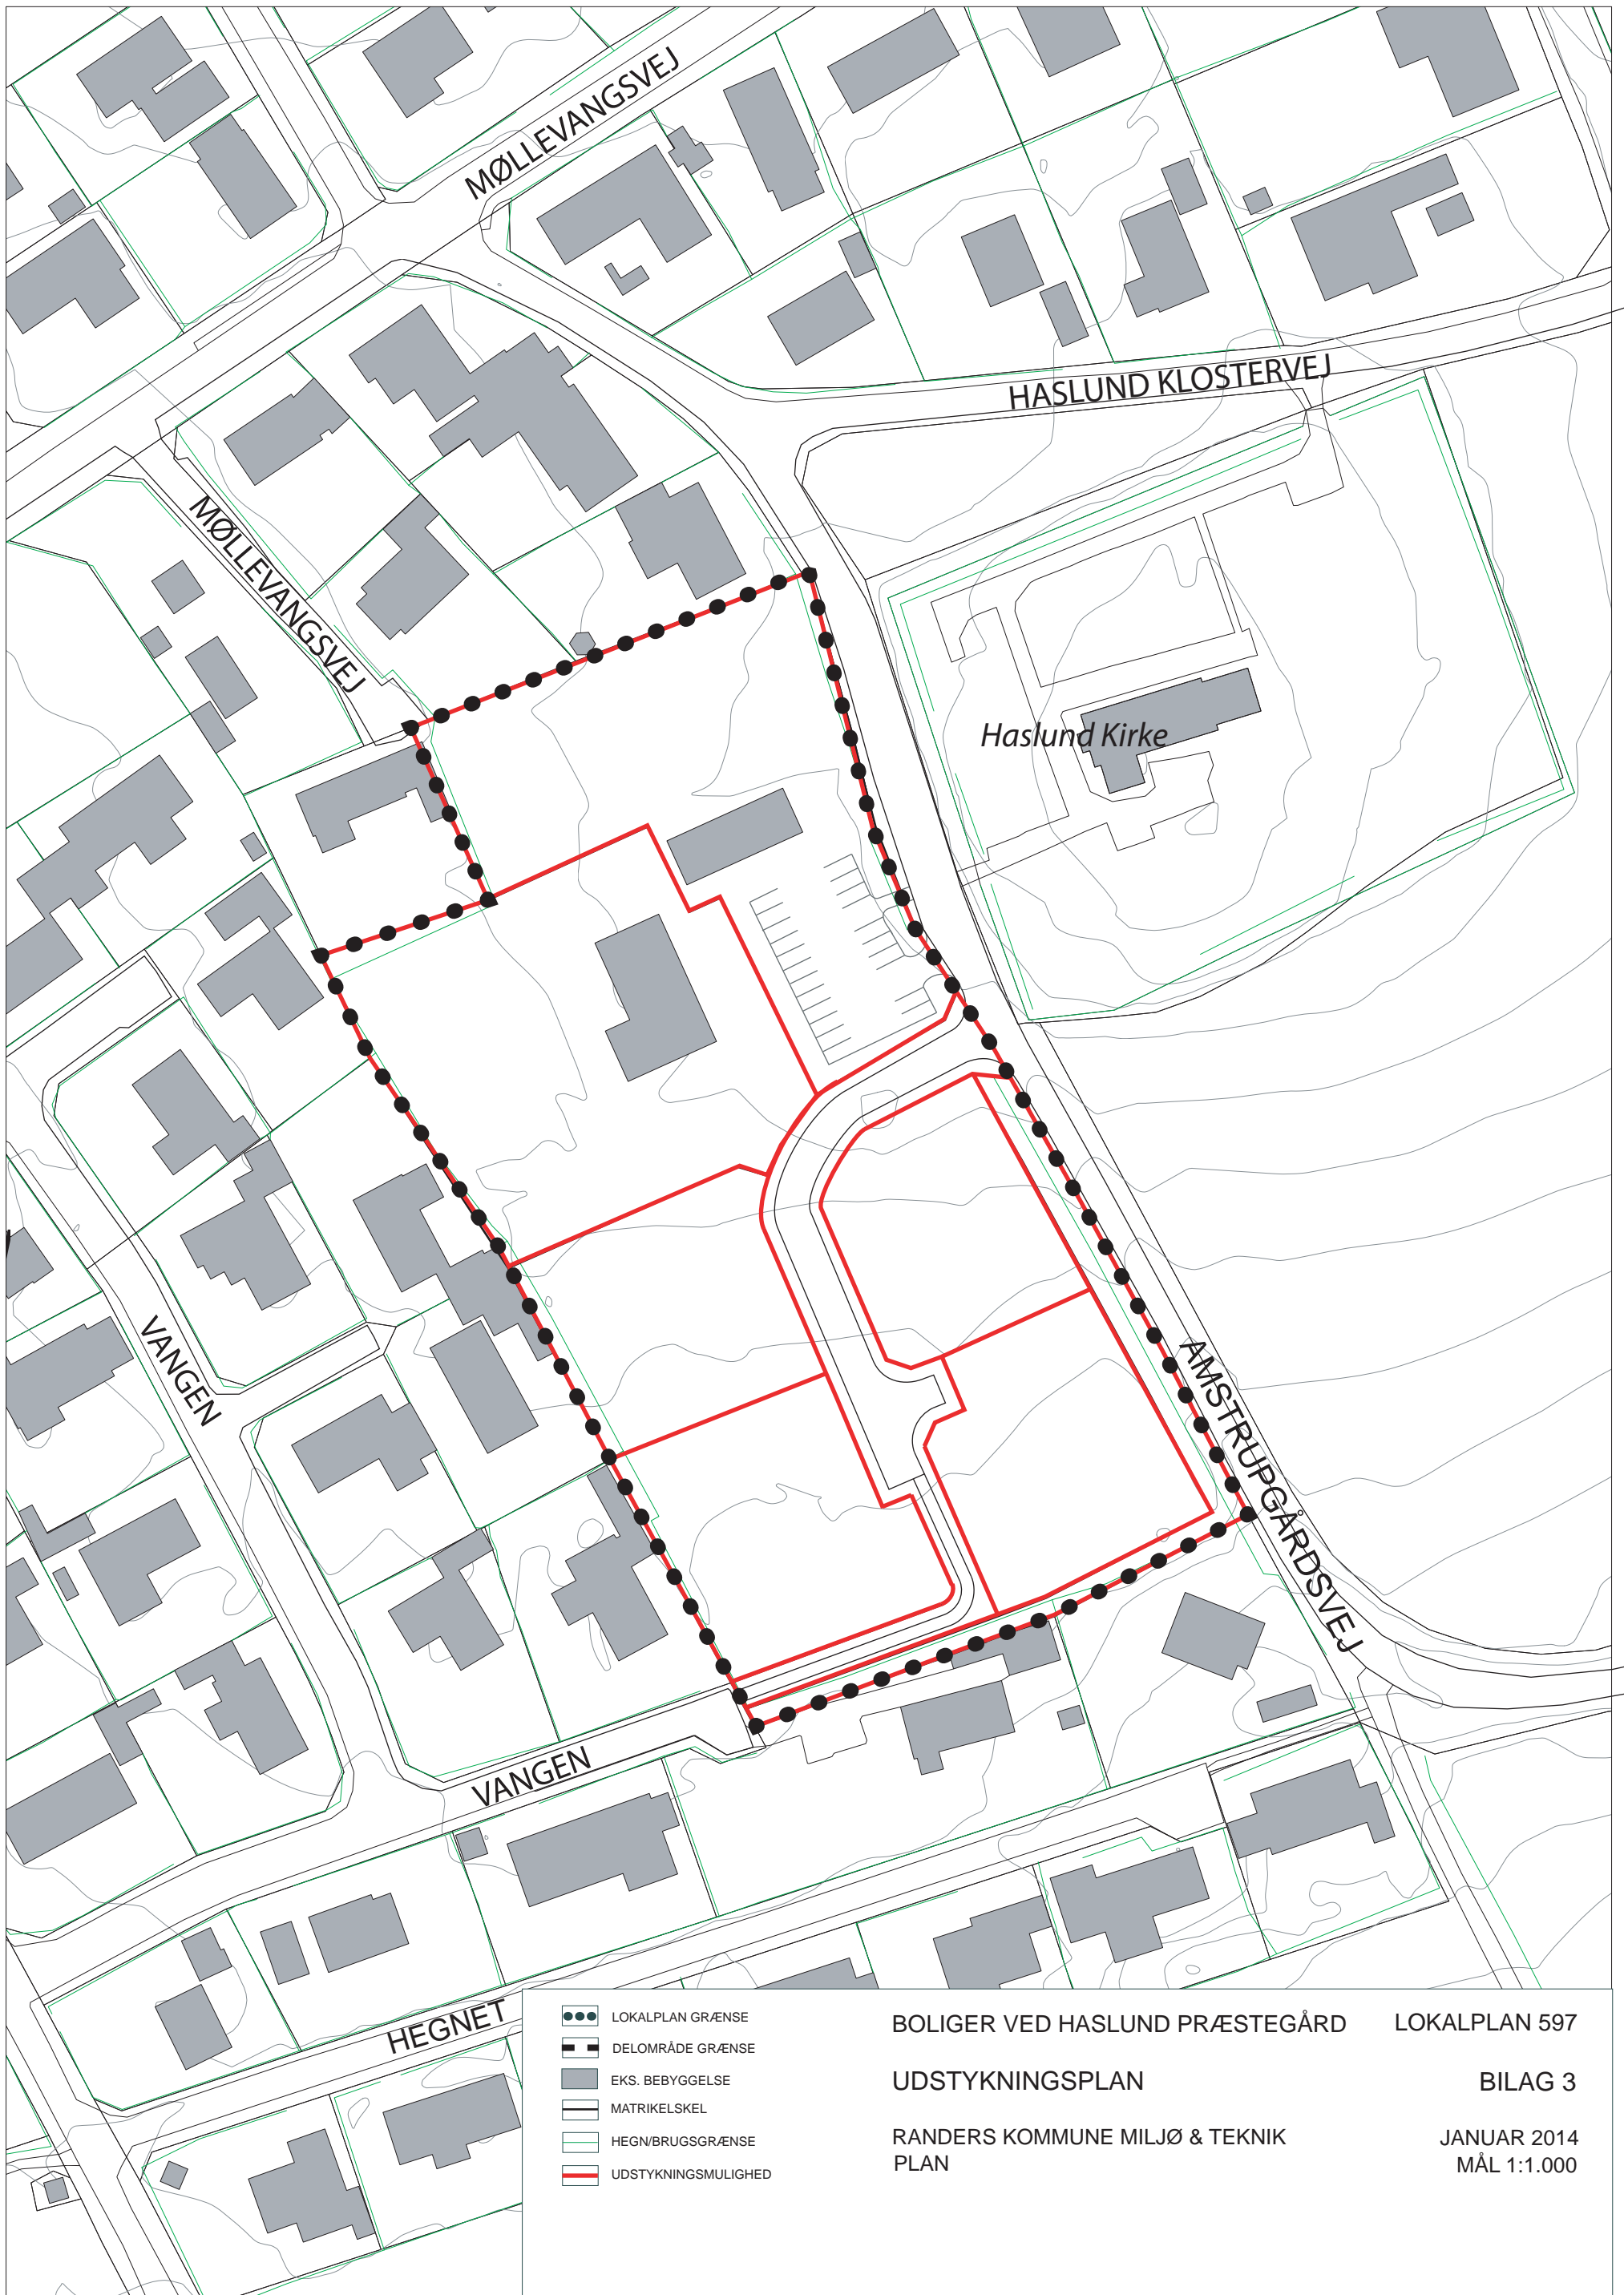 MØLLEVANGSVEJ
HASLUND KLOSTERVEJ
MØLLEVANGSVEJ
Haslund Kirke
VANGEN
AMSTRUPGÅRDSVEJ
VANGEN
HEGNET
LOKALPLAN GRÆNSE
DELOMRÅDE GRÆNSE
EKS. BEBYGGELSE
MATRIKELSKEL
HEGN/BRUGSGRÆNSE
UDSTYKNINGSMULIGHED
BOLIGER VED HASLUND PRÆSTEGÅRD
LOKALPLAN 597
UDSTYKNINGSPLAN
BILAG 3
RANDERS KOMMUNE MILJØ & TEKNIK
PLAN
JANUAR 2014
MÅL 1:1.000